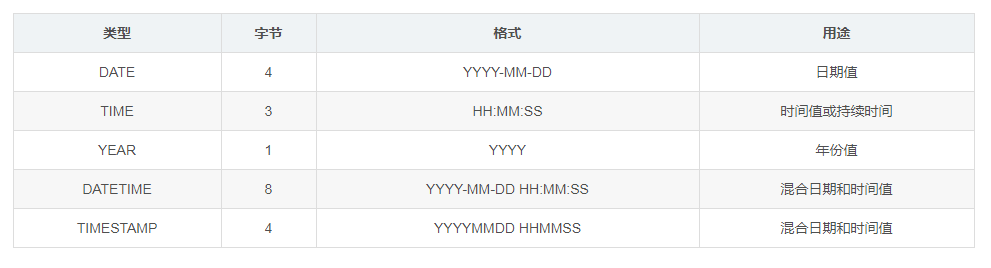 类型 字节 格式 用途
DATE 4 YYYY-MM-DD 日期值
TIME 3 HH:MM:SS 时间值或持续时间
YEAR 1 YYYY 年份值
DATETIME 8 YYYY-MM-DD HH:MM:SS 混合日期和时间值
TIMESTAMP 4 YYYYMMDD HHMMSS 混合日期和时间值